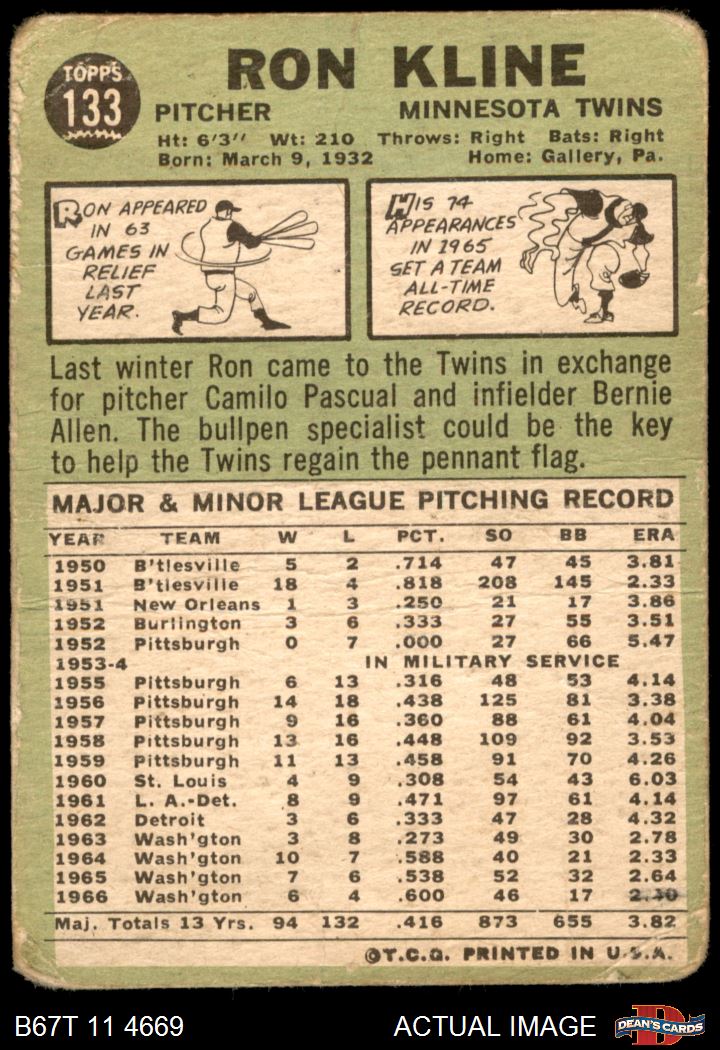 TOPPS
133
RON KLINE
PITCHER MINNESOTA TWINS
Ht: 6'3" Wt: 210 Throws: Right Bats: Right
Born: March 9, 1932 Home: Gallery, Pa.
RON APPEARED
IN 63
GAMES IN
RELIEF
LAST
YEAR.
HIS 74
APPEARANCES
IN 1965
SET A TEAM
ALL-TIME
RECORD.
Last winter Ron came to the Twins in exchange
for pitcher Camilo Pascual and infielder Bernie
Allen. The bullpen specialist could be the key
to help the Twins regain the pennant flag.
MAJOR & MINOR LEAGUE PITCHING RECORD
YEAR TEAM W L PCT. SO BB ERA
1950 B'tlesville 5 2 .714 47 45 3.81
1951 B'tlesville 18 4 .818 208 145 2.33
1951 New Orleans 1 3 .250 21 17 3.86
1952 Burlington 3 6 .333 27 55 3.51
1952 Pittsburgh 0 7 .000 27 66 5.47
1953-4 IN MILITARY SERVICE
1955 Pittsburgh 6 13 .316 48 53 4.14
1956 Pittsburgh 14 18 .438 125 81 3.38
1957 Pittsburgh 9 16 .360 88 61 4.04
1958 Pittsburgh 13 16 .448 109 92 3.53
1959 Pittsburgh 11 13 .458 91 70 4.26
1960 St. Louis 4 9 .308 54 43 6.03
1961 L. A.-Det. 8 9 .471 97 61 4.14
1962 Detroit 3 6 .333 47 28 4.32
1963 Wash'gton 3 8 .273 49 30 2.78
1964 Wash'gton 10 7 .588 40 21 2.33
1965 Wash'gton 7 6 .538 52 32 2.64
1966 Wash'gton 6 4 .600 46 17
Maj. Totals 13 Yrs. 94 132 .416 873 655 3.82
©T.C.G. PRINTED IN U.S.A.
B67T 11 4669 ACTUAL IMAGE DEAN'S CARDS